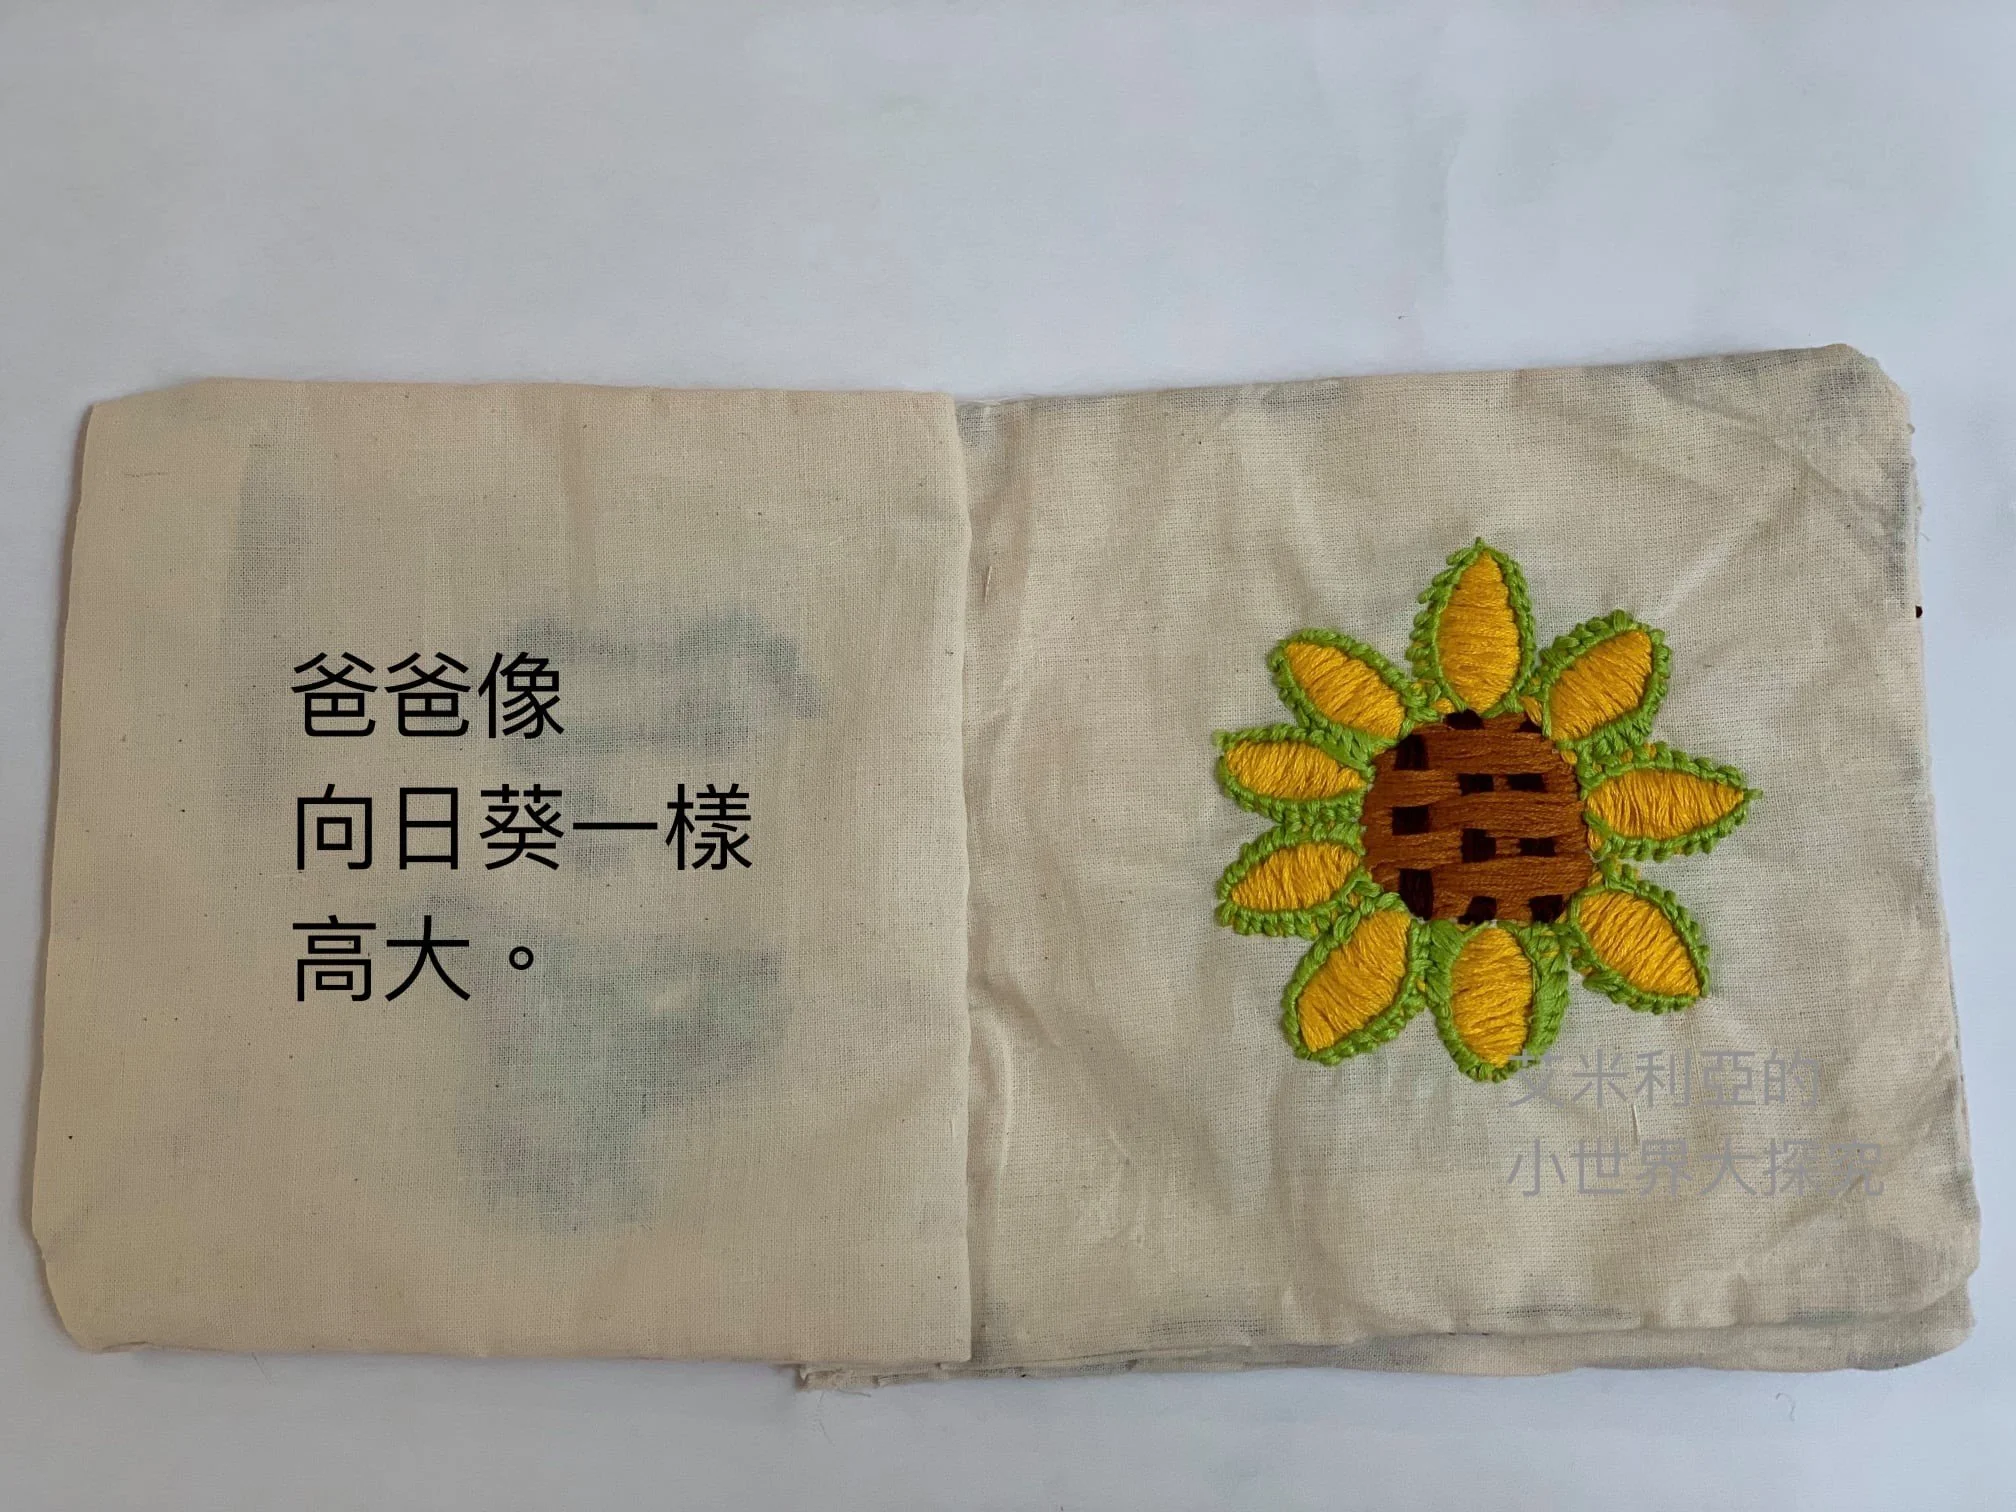 爸爸像
向日葵一樣
高大。
艾米利亞的
小世界大探究